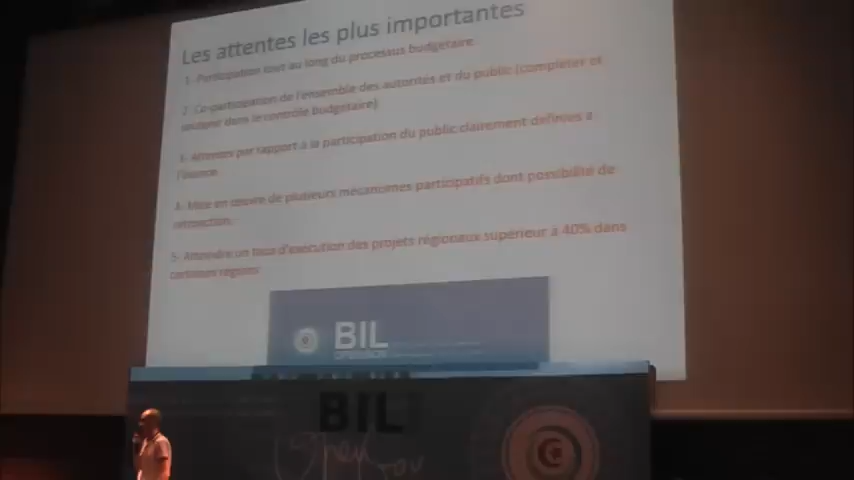 Les attentes les plus importantes
1- Participation tout au long du processus budgetaire
2- Co-participation de l'ensemble des autorités et du public (compléter et
soutenir dans le contrôle budgétaire)
3- Attentes par rapport à la participation du public clairement définies à
l'avance
4- Mise en œuvre de plusieurs mécanismes participatifs dont possibilité de
rétroaction
5- Atteindre un taux d'exécution des projets régionaux supérieur à 40% dans
certaines régions
BIL
BIL